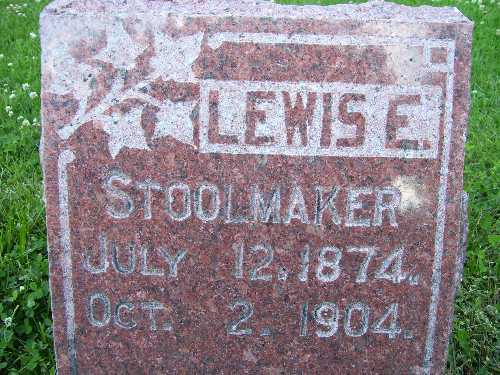 LEWIS E.
STOOLMAKER
JULY 12, 1874.
OCT. 2. 1904.